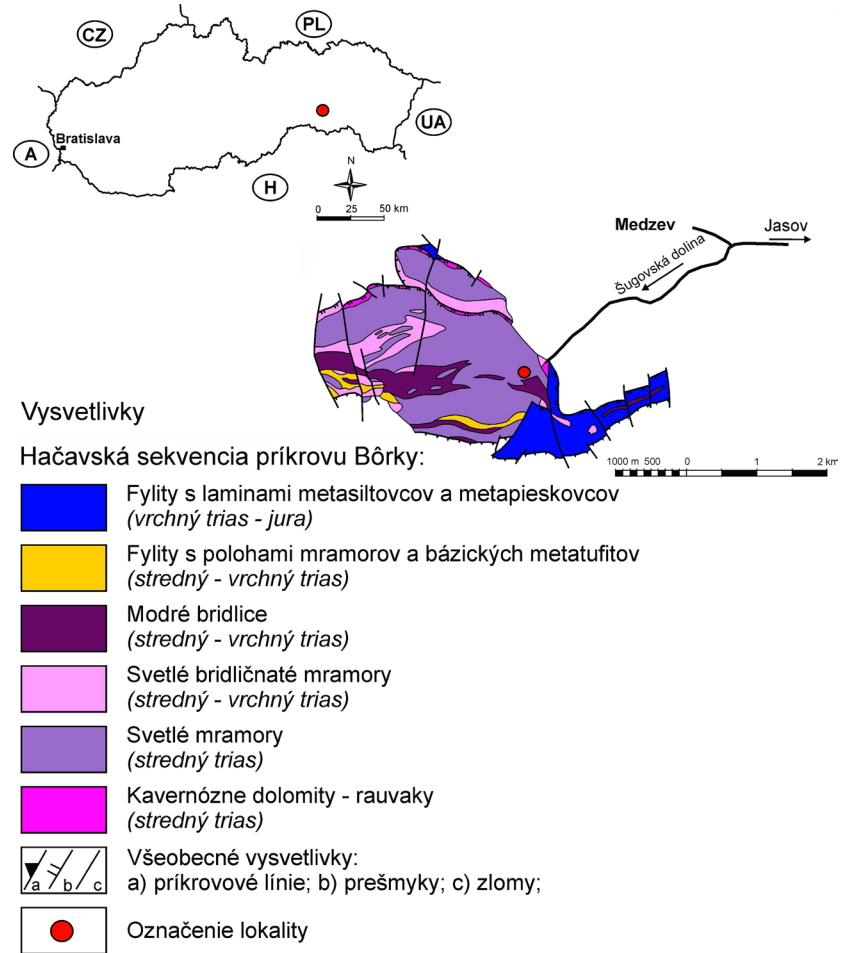 CZ
PL
UA
A
Bratislava
H
N
0 25 50 km
Medzev
Jasov
Šugovská dolina
1000 m 500 0 1 2 km
Vysvetlivky
Hačavská sekvencia príkrovu Bôrky:
Fylity s laminami metasiltovcov a metapieskovcov
(vrchný trias - jura)
Fylity s polohami mramorov a bázických metatufitov
(stredný - vrchný trias)
Modré bridlice
(stredný - vrchný trias)
Svetlé bridličnaté mramory
(stredný - vrchný trias)
Svetlé mramory
(stredný trias)
Kavernózne dolomity - rauvaky
(stredný trias)
a b c
Všeobecné vysvetlivky:
a) príkrovové línie; b) prešmyky; c) zlomy;
Označenie lokality